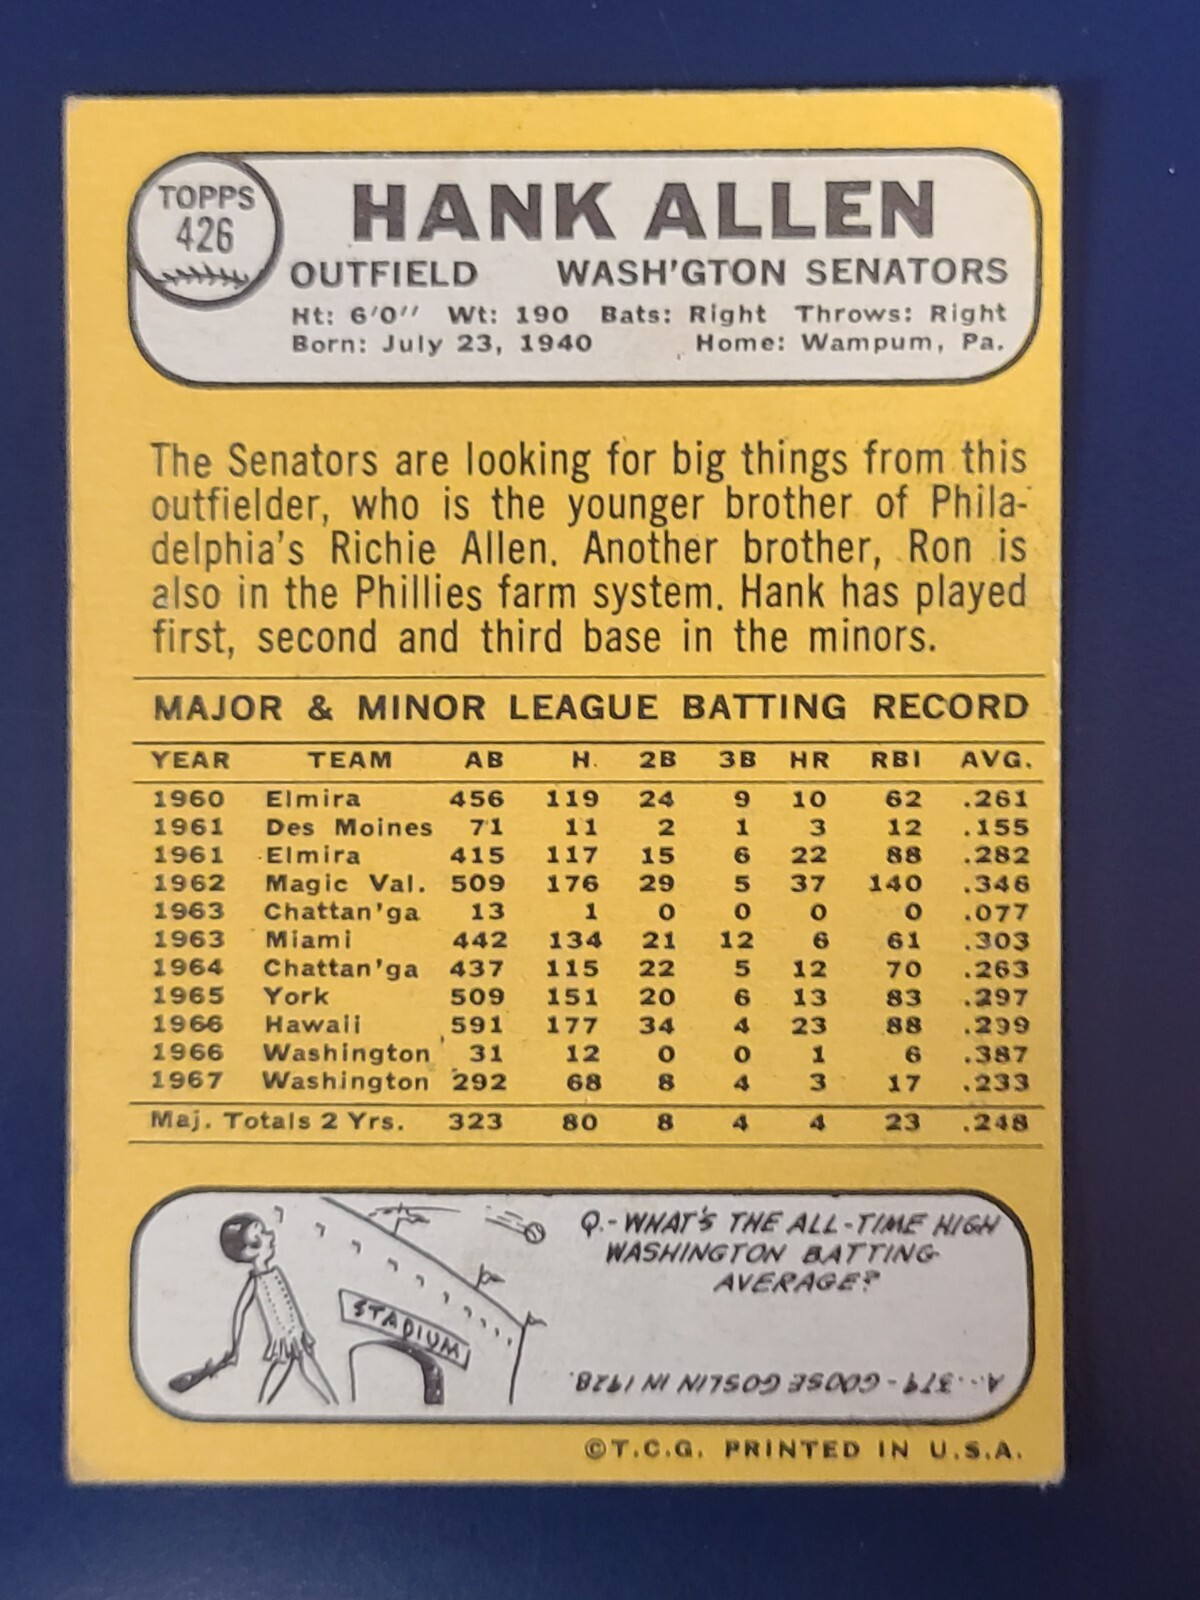 TOPPS
426
HANK ALLEN
OUTFIELD WASH'GTON SENATORS
Ht: 6'0" Wt: 190 Bats: Right Throws: Right
Born: July 23, 1940 Home: Wampum, Pa.
The Senators are looking for big things from this
outfielder, who is the younger brother of Phila-
delphia's Richie Allen. Another brother, Ron is
also in the Phillies farm system. Hank has played
first, second and third base in the minors.
MAJOR & MINOR LEAGUE BATTING RECORD
YEAR TEAM AB H. 2B 3B HR RBI AVG.
1960 Elmira 456 119 24 9 10 62 .261
1961 Des Moines 71 11 2 1 3 12 .155
1961 Elmira 415 117 15 6 22 88 .282
1962 Magic Val. 509 176 29 5 37 140 .346
1963 Chattan'ga 13 1 0 0 0 0 .077
1963 Miami 442 134 21 12 6 61 .303
1964 Chattan'ga 437 115 22 5 12 70 .263
1965 York 509 151 20 6 13 83 .297
1966 Hawaii 591 177 34 4 23 88 .299
1966 Washington 31 12 0 0 1 6 .387
1967 Washington 292 68 8 4 3 17 .233
Maj. Totals 2 Yrs. 323 80 8 4 4 23 .248
STADIUM
Q.-WHAT'S THE ALL-TIME HIGH
WASHINGTON BATTING
AVERAGE?
A...379-GOOSE GOSLIN IN 1928.
©T.C.G. PRINTED IN U.S.A.